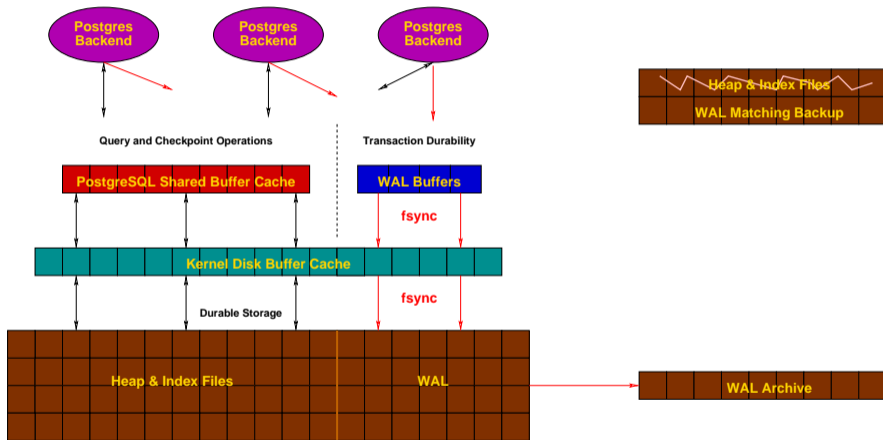 Postgres
Backend
Postgres
Backend
Postgres
Backend
Heap & Index Files
WAL Matching Backup
Query and Checkpoint Operations
Transaction Durability
PostgreSQL Shared Buffer Cache
WAL Buffers
fsync
Kernel Disk Buffer Cache
fsync
Durable Storage
Heap & Index Files
WAL
WAL Archive